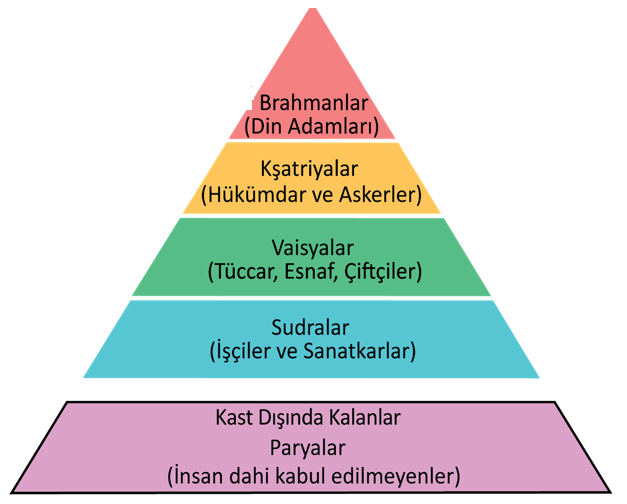 Brahmanlar
(Din Adamları)
Kşatriyalar
(Hükümdar ve Askerler)
Vaisyalar
(Tüccar, Esnaf, Çiftçiler)
Sudralar
(İşçiler ve Sanatkarlar)
Kast Dışında Kalanlar
Paryalar
(İnsan dahi kabul edilmeyenler)